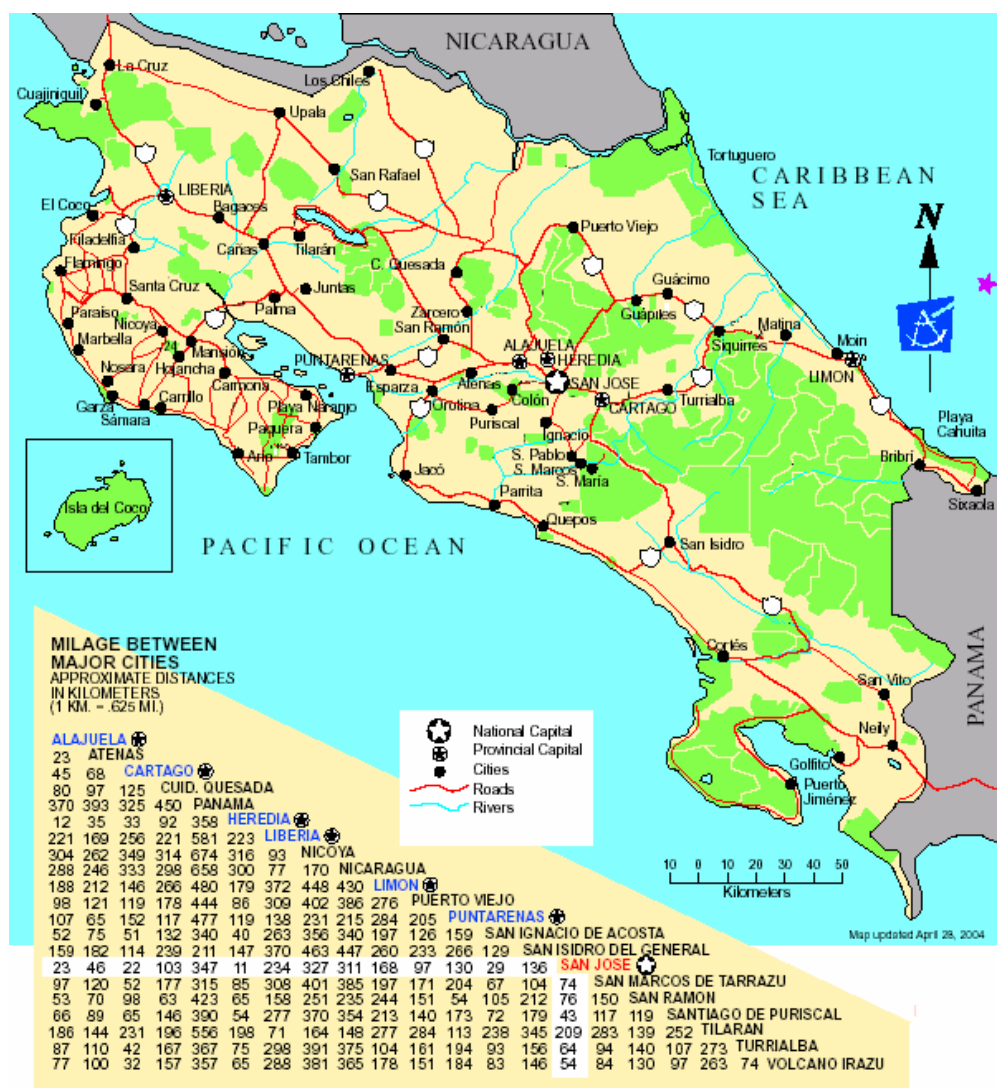 NICARAGUA
La Cruz
Los Chiles
Cuajiniquil
Upala
Tortuguero
CARIBBEAN
SEA
San Rafael
LIBERIA
El Coco
Bagaces
N
Filadelfia
Cañas
Tilarán
Puerto Viejo
Flamingo
C. Quesada
Guácimo
Santa Cruz
Juntas
Palma
Zarcero
Guápiles
Paraíso
Nicoya
San Ramón
Siquirres
Matina
Marbella
24
Mansión
ALAJUELA
HEREDIA
Moin
Nosera
Hojancha
PUNTARENAS
LIMON
Carmona
Esparza
Atenas
SAN JOSE
Garza
Carrillo
Playa Naranjo
Orotina
Colón
CARTAGO
Turrialba
Sámara
Puriscal
Playa
Cahuita
Paquera
Ignacio
Ario
Tambor
S. Pablo
Bribrí
S. Marcos
Jacó
S. María
Sixaola
Isla del Coco
Parrita
Quepos
PACIFIC OCEAN
San Isidro
PANAMA
Cortés
San Vito
Neily
Golfito
Puerto
Jiménez
MILAGE BETWEEN
MAJOR CITIES
APPROXIMATE DISTANCES
IN KILOMETERS
(1 KM. = .625 MI.)
National Capital
Provincial Capital
Cities
Roads
Rivers
10 0 10 20 30 40 50
Kilometers
Map updated April 28, 2004
ALAJUELA
23 ATENAS
45 68 CARTAGO
80 97 125 CUID. QUESADA
370 393 325 450 PANAMA
12 35 33 92 358 HEREDIA
221 169 256 221 581 223 LIBERIA
304 262 349 314 674 316 93 NICOYA
288 246 333 298 658 300 77 170 NICARAGUA
188 212 146 266 480 179 372 448 430 LIMON
98 121 119 178 444 86 309 402 386 276 PUERTO VIEJO
107 65 152 117 477 119 138 231 215 284 205 PUNTARENAS
52 75 51 132 340 40 263 356 340 197 126 159 SAN IGNACIO DE ACOSTA
159 182 114 239 211 147 370 463 447 260 233 266 129 SAN ISIDRO DEL GENERAL
23 46 22 103 347 11 234 327 311 168 97 130 29 136 SAN JOSE
97 120 52 177 315 85 308 401 385 197 171 204 67 104 74 SAN MARCOS DE TARRAZU
53 70 98 63 423 65 158 251 235 244 151 54 105 212 76 150 SAN RAMON
66 89 65 146 390 54 277 370 354 213 140 173 72 179 43 117 119 SANTIAGO DE PURISCAL
186 144 231 196 556 198 71 164 148 277 284 113 238 345 209 283 139 252 TILARAN
87 110 42 167 367 75 298 391 375 104 161 194 93 156 64 94 140 107 273 TURRIALBA
77 100 32 157 357 65 288 381 365 178 151 184 83 146 54 84 130 97 263 74 VOLCANO IRAZU